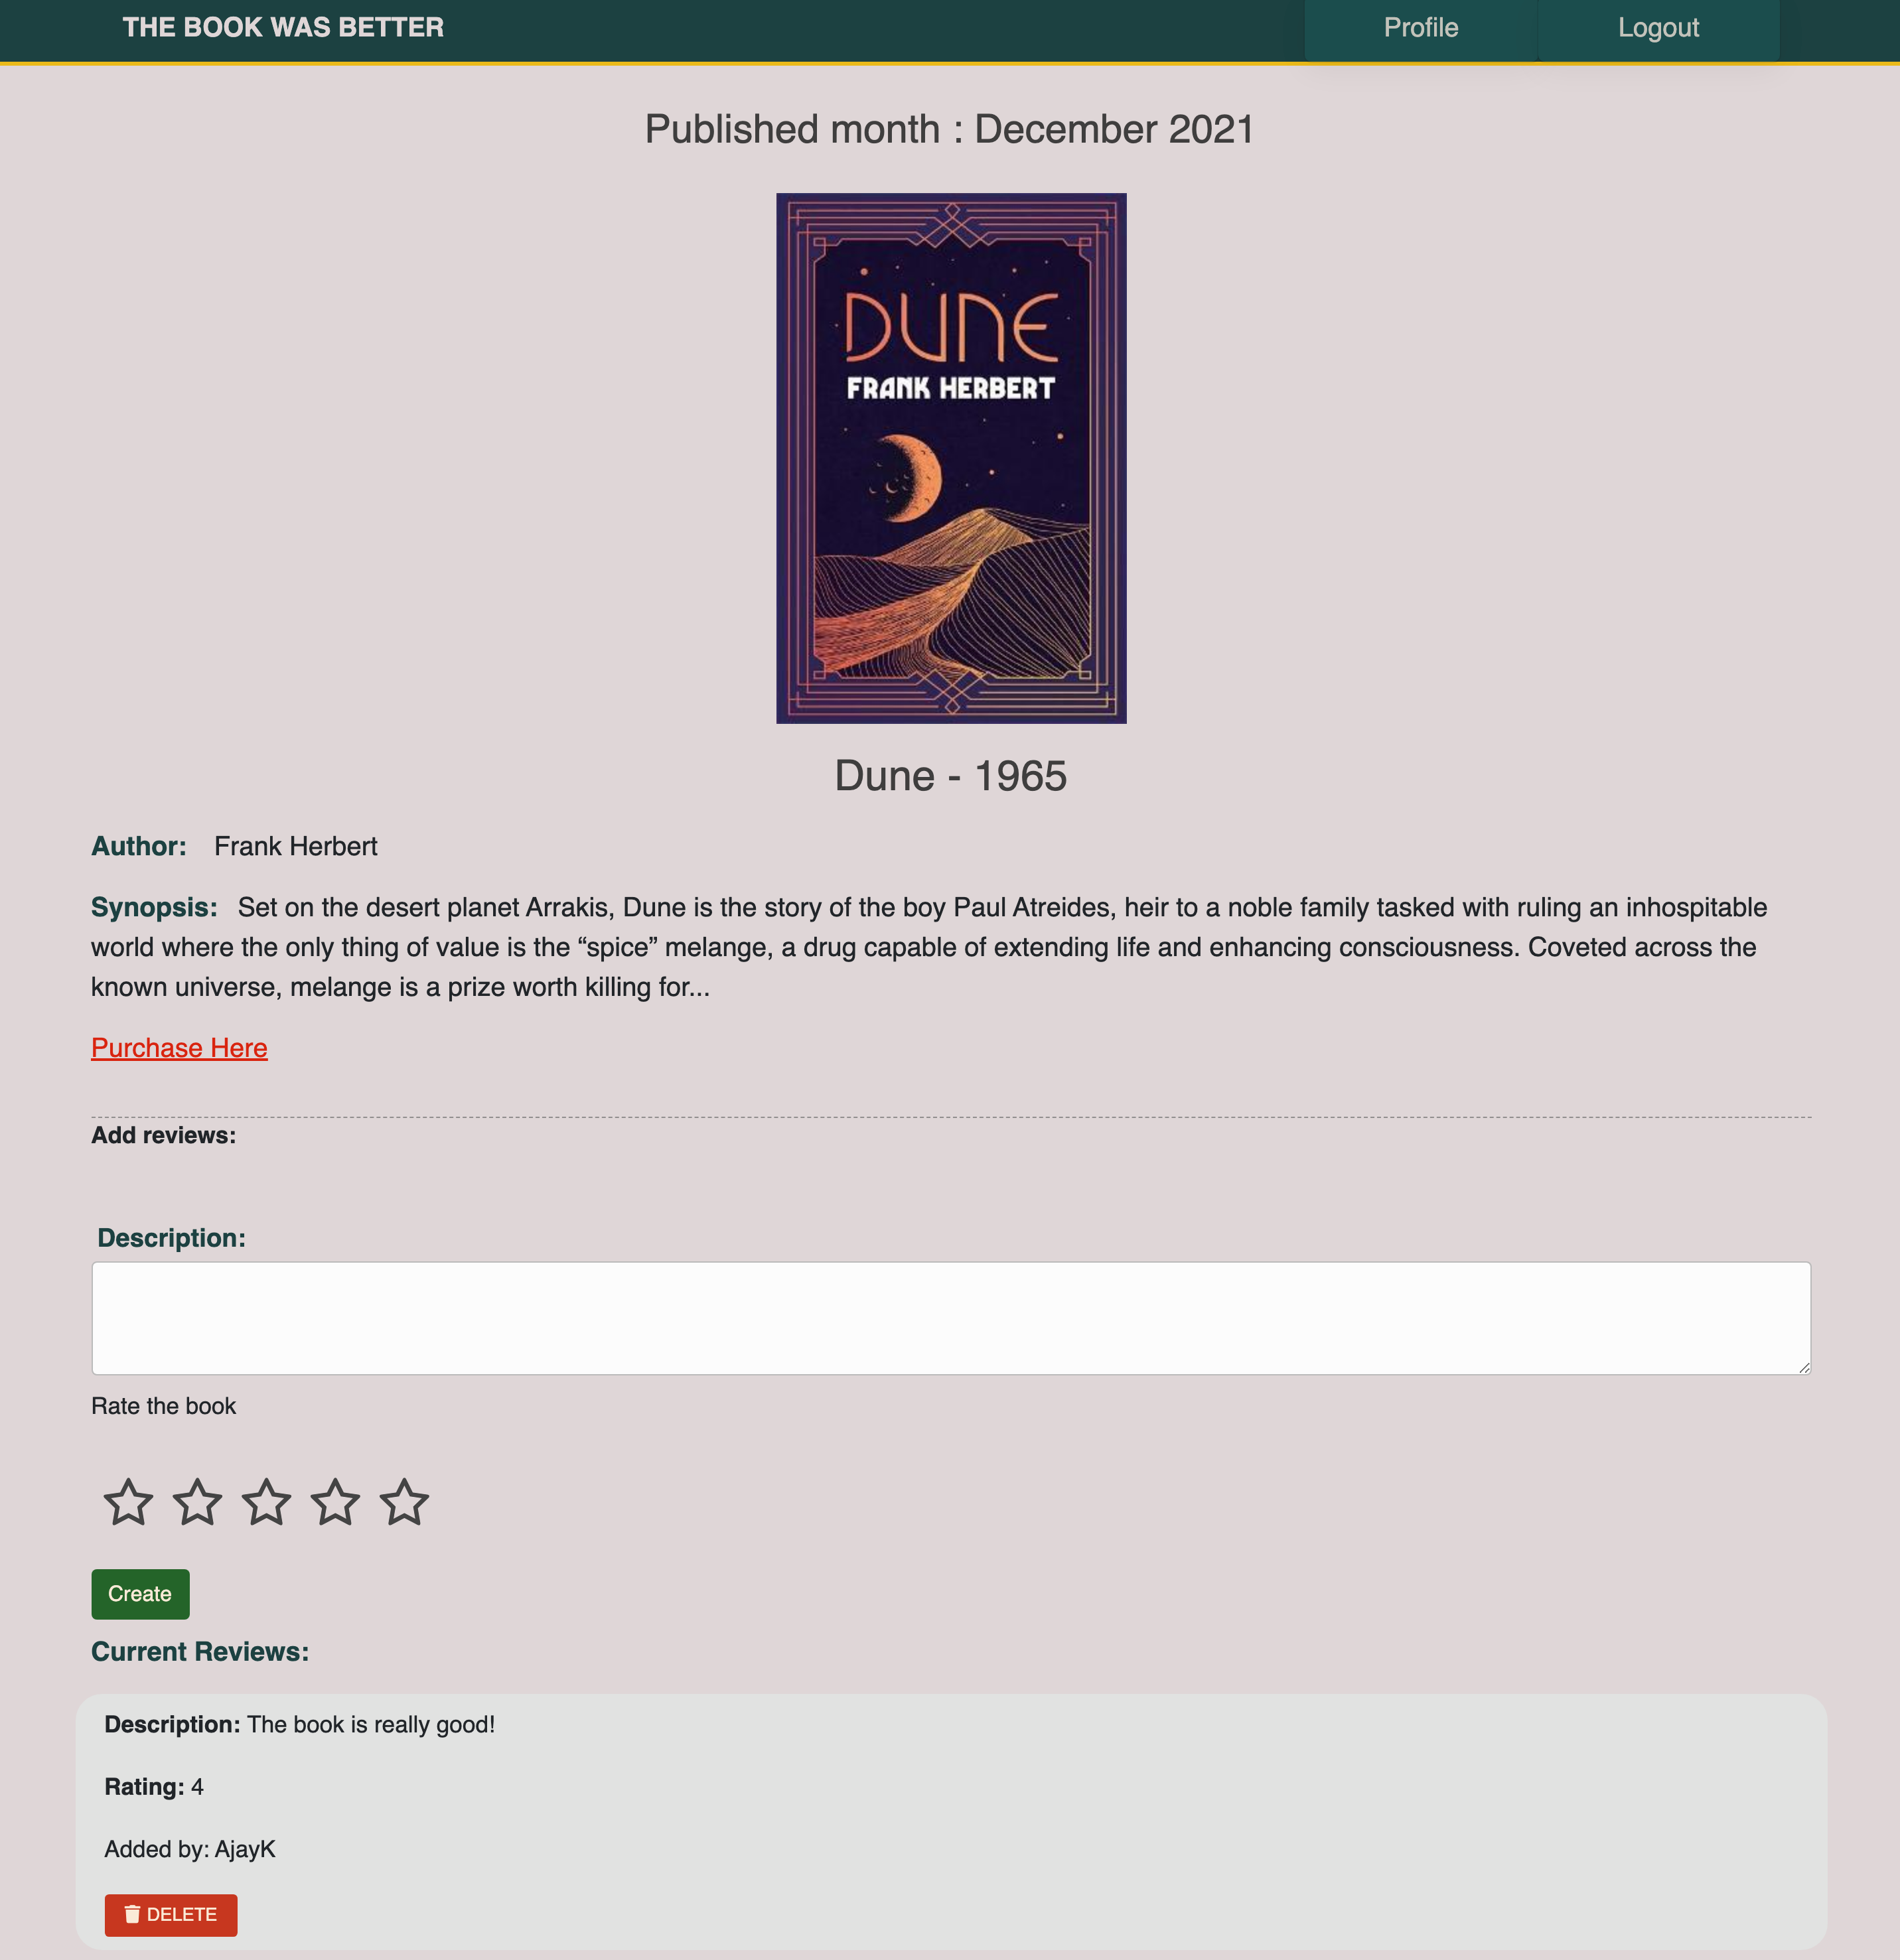 THE BOOK WAS BETTER
Profile
Logout
Published month : December 2021
DUNE
FRANK HERBERT
Dune - 1965
Author: Frank Herbert
Synopsis: Set on the desert planet Arrakis, Dune is the story of the boy Paul Atreides, heir to a noble family tasked with ruling an inhospitable
world where the only thing of value is the “spice” melange, a drug capable of extending life and enhancing consciousness. Coveted across the
known universe, melange is a prize worth killing for...
Purchase Here
Add reviews:
Description:
Rate the book
Create
Current Reviews:
Description: The book is really good!
Rating: 4
Added by: AjayK
DELETE